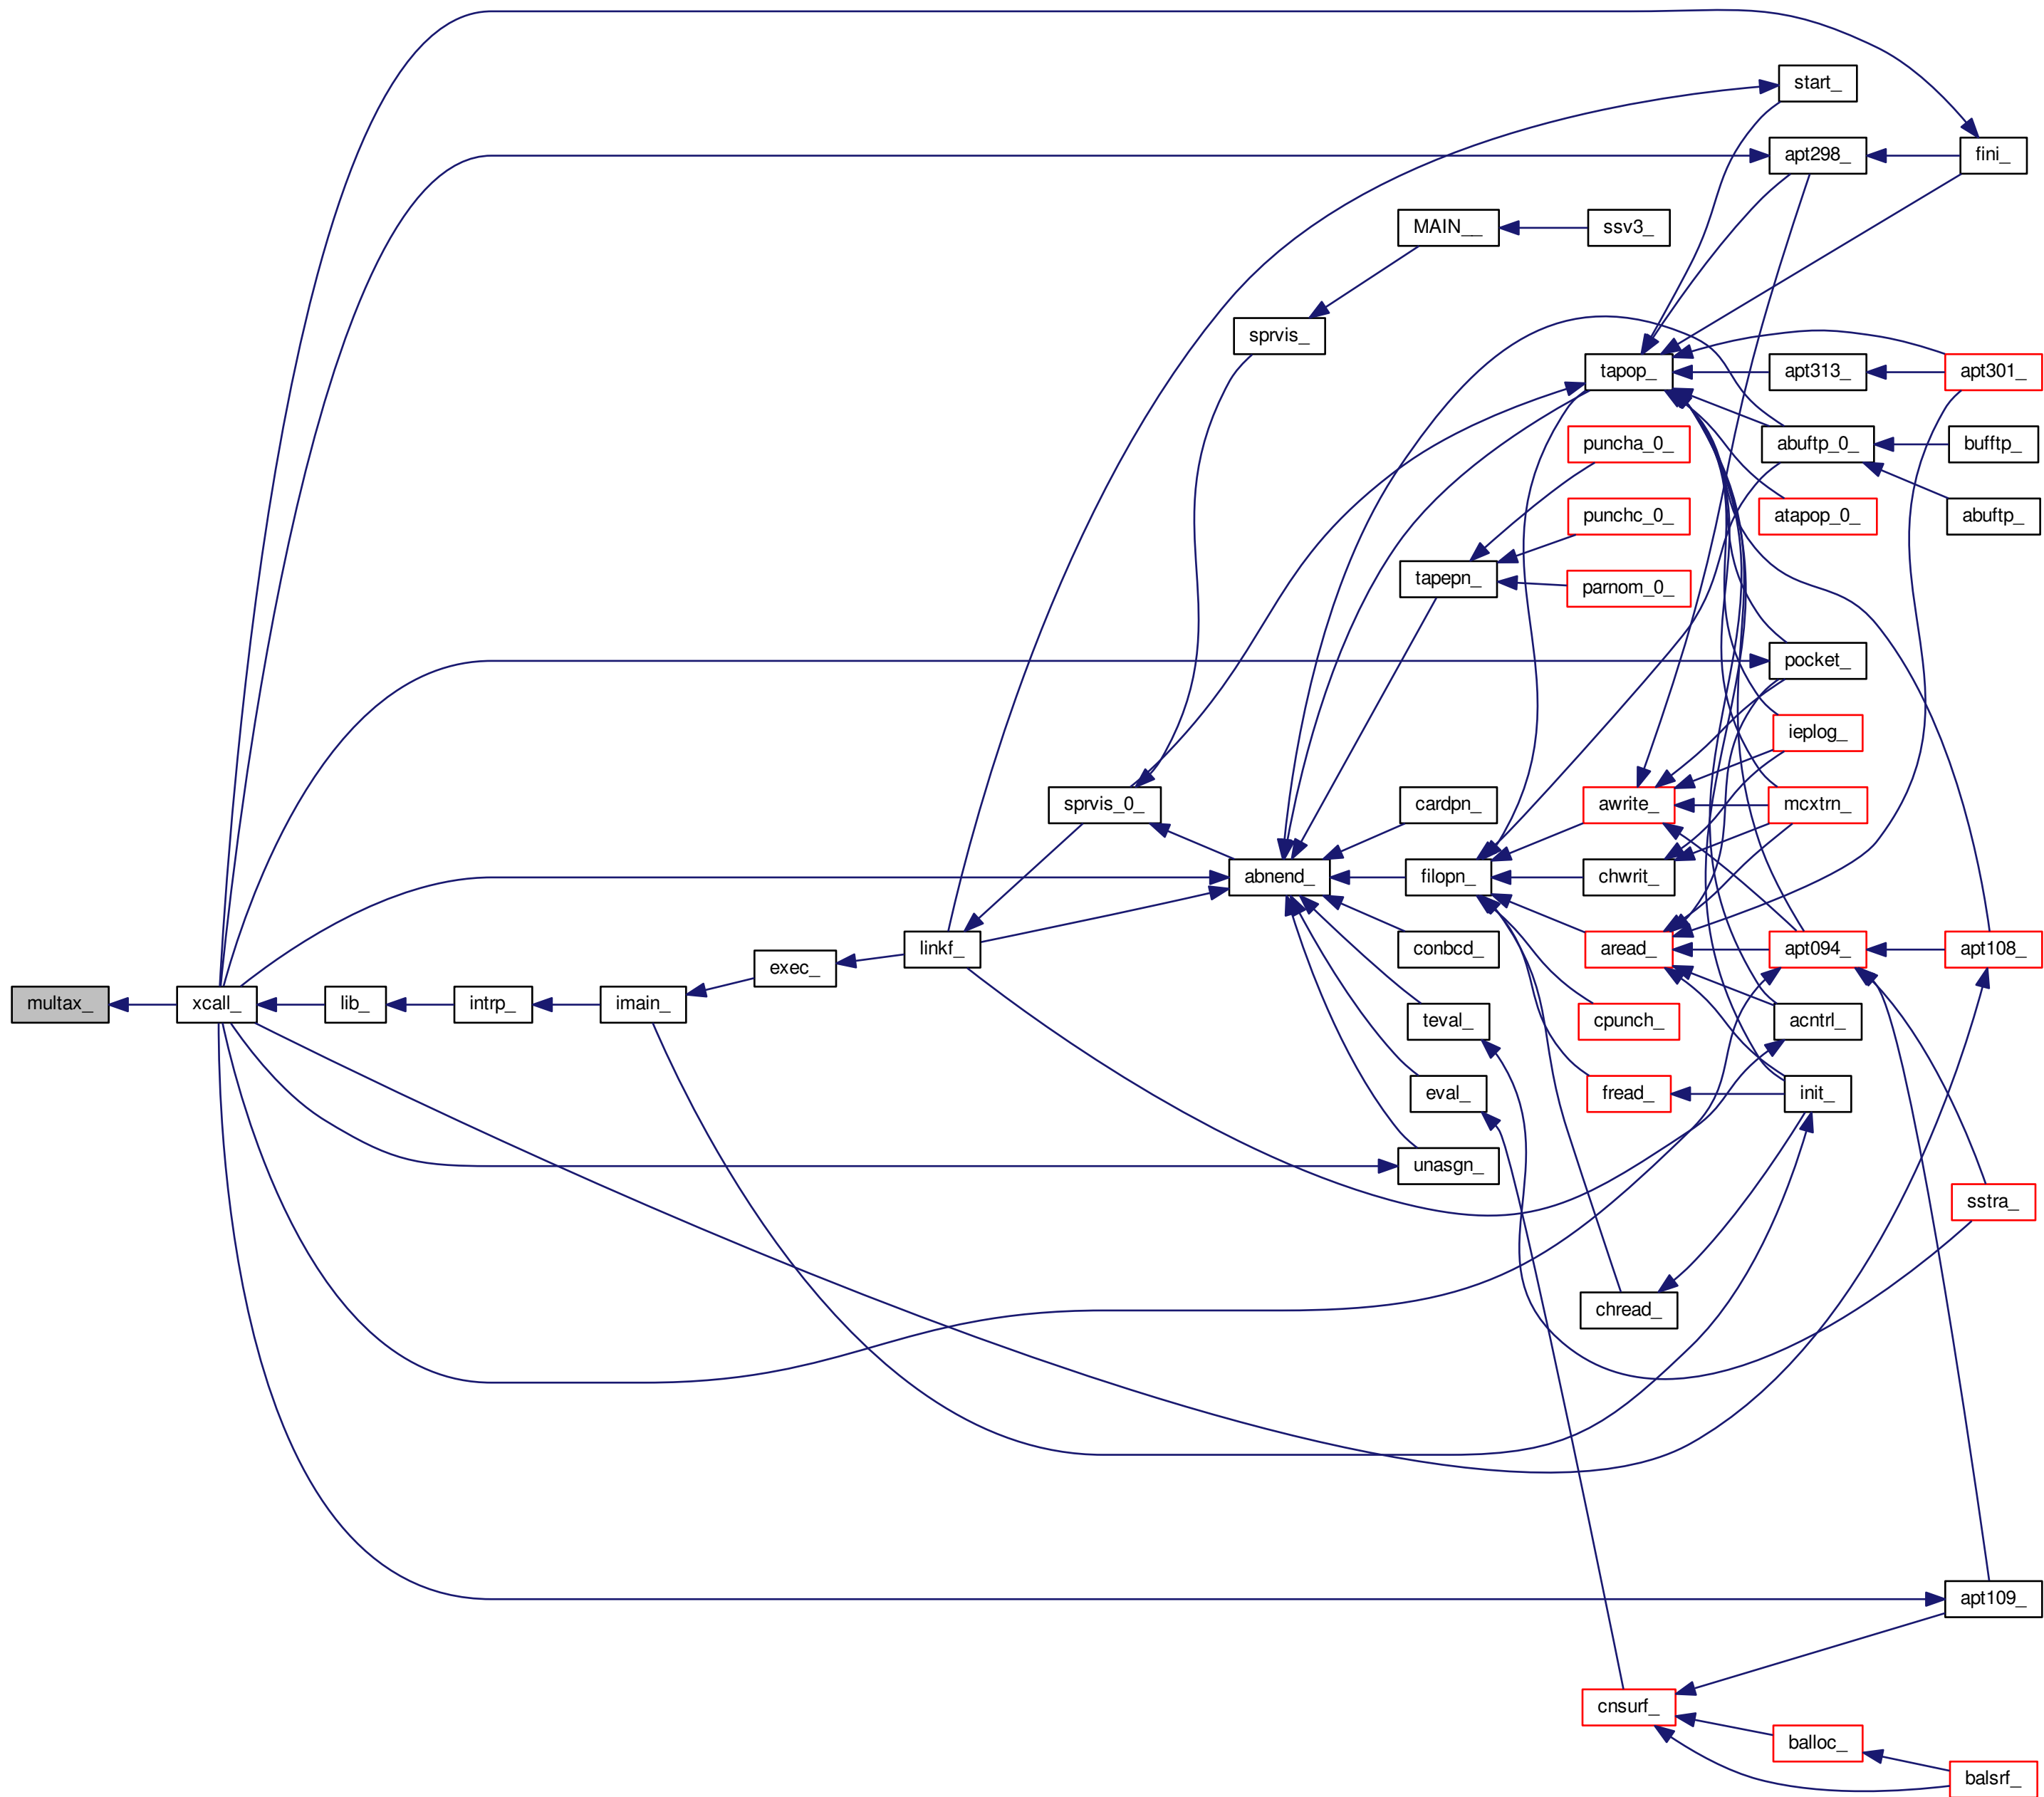 start_
apt298_
fini_
MAIN__
ssv3_
sprvis_
tapop_
apt313_
apt301_
puncha_0_
abuftp_0_
bufftp_
punchc_0_
atapop_0_
abuftp_
tapepn_
parnom_0_
pocket_
ieplog_
sprvis_0_
cardpn_
awrite_
mcxtrn_
abnend_
filopn_
chwrit_
linkf_
conbcd_
aread_
apt094_
apt108_
exec_
multax_
xcall_
lib_
intrp_
imain_
teval_
cpunch_
acntrl_
eval_
fread_
init_
unasgn_
sstra_
chread_
apt109_
cnsurf_
balloc_
balsrf_